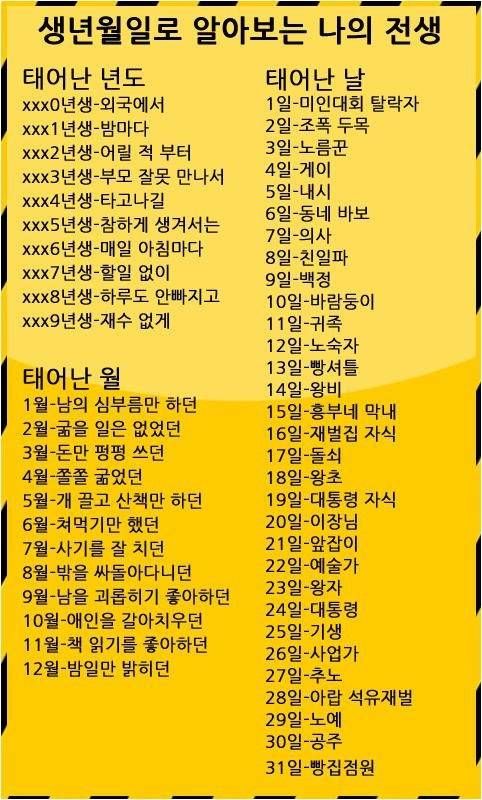 생년월일로 알아보는 나의 전생
태어난 년도
xxx0년생-외국에서
xxx1년생-밤마다
xxx2년생-어릴 적 부터
xxx3년생-부모 잘못 만나서
xxx4년생-타고나길
xxx5년생-참하게 생겨서는
xxx6년생-매일 아침마다
xxx7년생-할일 없이
xxx8년생-하루도 안빠지고
xxx9년생-재수 없게
태어난 월
1월-남의 심부름만 하던
2월-굶을 일은 없었던
3월-돈만 펑펑 쓰던
4월-쫄쫄 굶었던
5월-개 끌고 산책만 하던
6월-쳐먹기만 했던
7월-사기를 잘 치던
8월-밖을 싸돌아다니던
9월-남을 괴롭히기 좋아하던
10월-애인을 갈아치우던
11월-책 읽기를 좋아하던
12월-밤일만 밝히던
태어난 날
1일-미인대회 탈락자
2일-조폭 두목
3일-노름꾼
4일-게이
5일-내시
6일-동네 바보
7일-의사
8일-친일파
9일-백정
10일-바람둥이
11일-귀족
12일-노숙자
13일-빵셔틀
14일-왕비
15일-흥부네 막내
16일-재벌집 자식
17일-돌쇠
18일-왕초
19일-대통령 자식
20일-이장님
21일-앞잡이
22일-예술가
23일-왕자
24일-대통령
25일-기생
26일-사업가
27일-추노
28일-아랍 석유재벌
29일-노예
30일-공주
31일-빵집점원